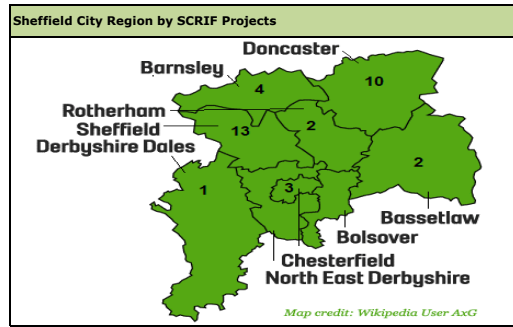 Sheffield City Region by SCRIF Projects
Doncaster
Barnsley
4
10
Rotherham
Sheffield
13
2
Derbyshire Dales
2
1
3
Bassetlaw
Bolsover
Chesterfield
North East Derbyshire
Map credit: Wikipedia User AxG